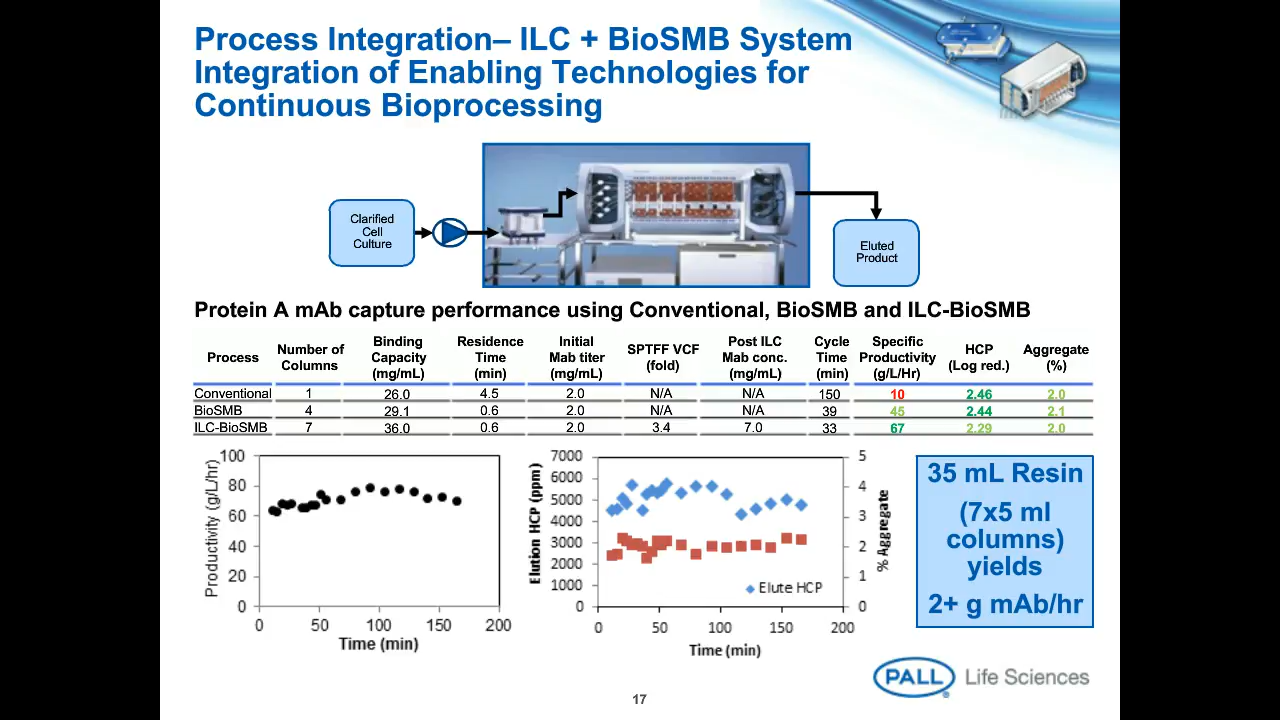 Process Integration– ILC + BioSMB System
Integration of Enabling Technologies for
Continuous Bioprocessing
Clarified
Cell
Culture
Eluted
Product
Protein A mAb capture performance using Conventional, BioSMB and ILC-BioSMB
Process Number of Columns Binding Capacity (mg/mL) Residence Time (min) Initial Mab titer (mg/mL) SPTFF VCF (fold) Post ILC Mab conc. (mg/mL) Cycle Time (min) Specific Productivity (g/L/Hr) HCP (Log red.) Aggregate (%)
Conventional 1 26.0 4.5 2.0 N/A N/A 150 10 2.46 2.0
BioSMB 4 29.1 0.6 2.0 N/A N/A 39 45 2.44 2.1
ILC-BioSMB 7 36.0 0.6 2.0 3.4 7.0 33 67 2.29 2.0
Productivity (g/L/hr)
100
80
60
40
20
0
0 50 100 150 200
Time (min)
Elution HCP (ppm)
7000
6000
5000
4000
3000
2000
1000
0
Elute HCP
5
4
3
2
1
0
% Aggregate
0 50 100 150 200
Time (min)
35 mL Resin
(7x5 ml
columns)
yields
2+ g mAb/hr
PALL® Life Sciences
17